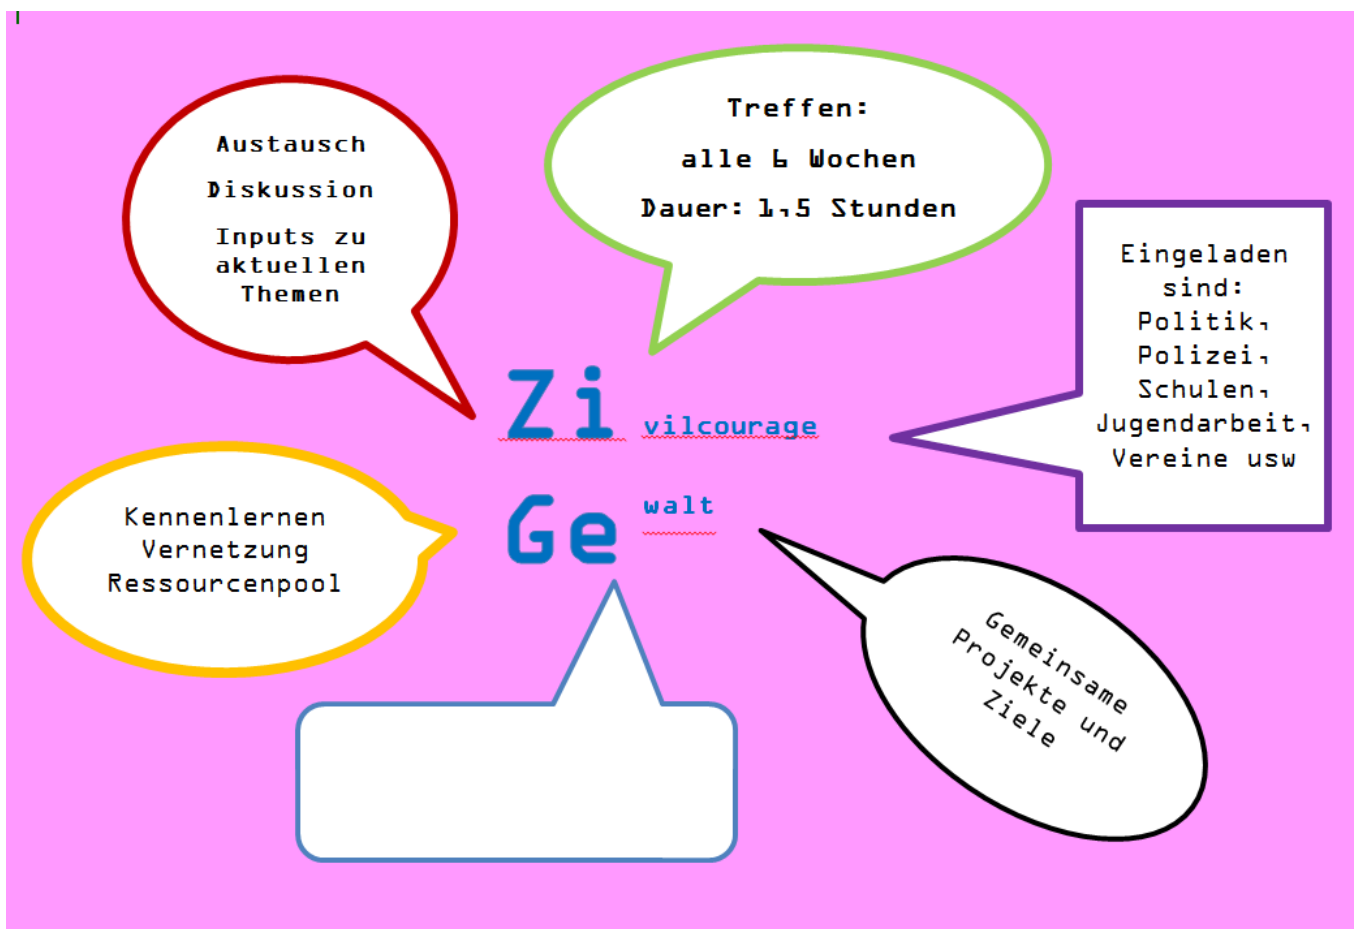 Austausch
Diskussion
Inputs zu
aktuellen
Themen
Treffen:
alle 6 Wochen
Dauer: 1,5 Stunden
Eingeladen
sind:
Politik,
Polizei,
Schulen,
Jugendarbeit,
Vereine usw
Zi vilcourage
Ge walt
Kennenlernen
Vernetzung
Ressourcenpool
Gemeinsame
Projekte und
Ziele